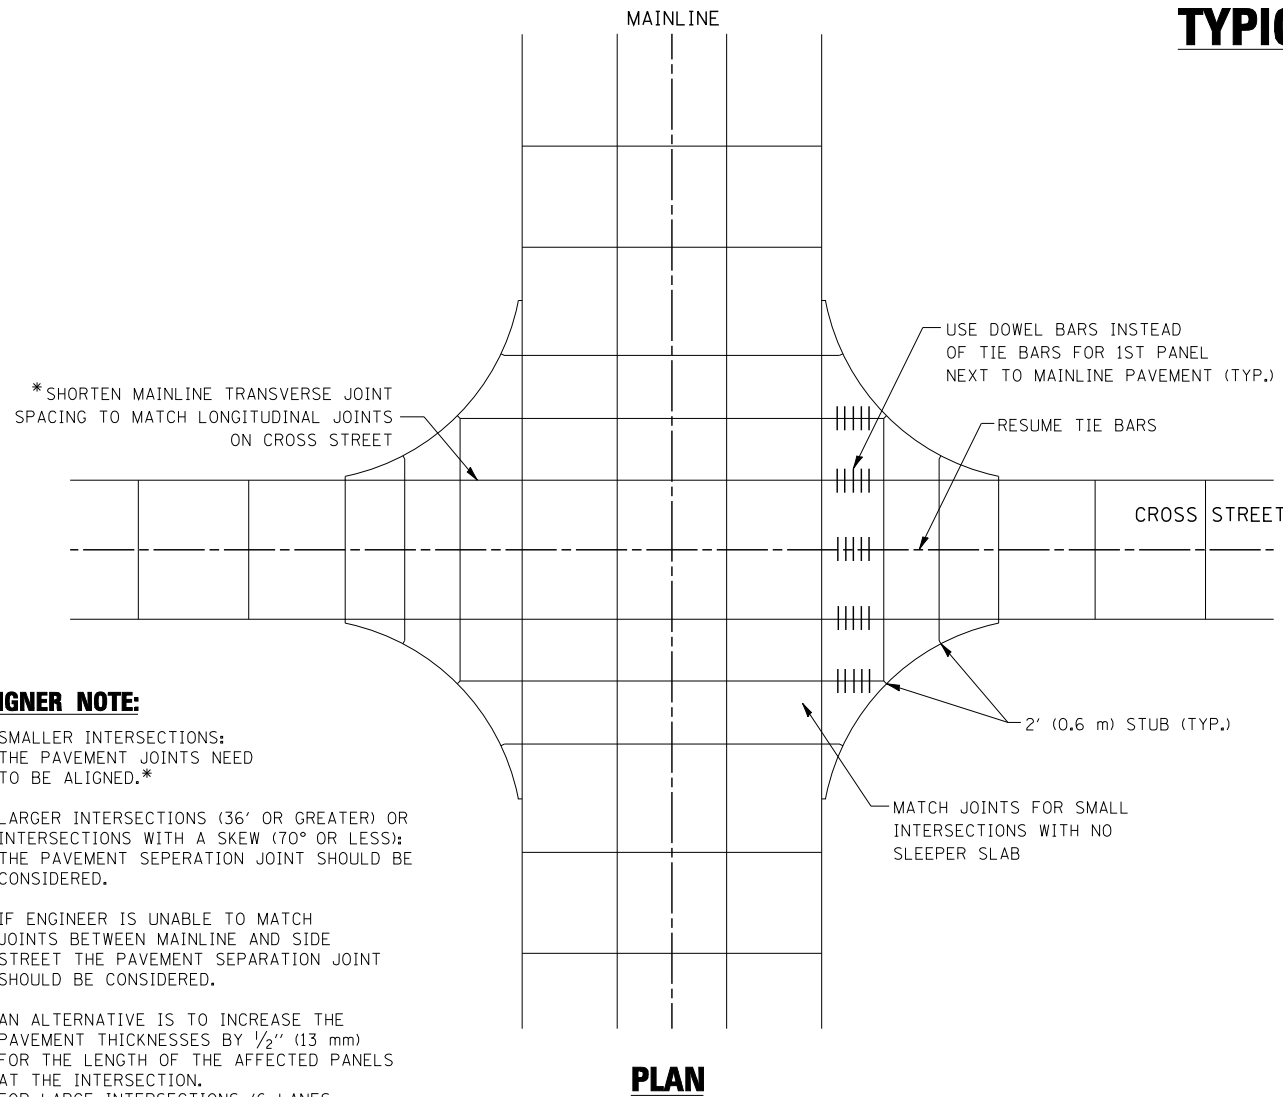 MAINLINE
TYPIC
USE DOWEL BARS INSTEAD
OF TIE BARS FOR 1ST PANEL
NEXT TO MAINLINE PAVEMENT (TYP.)
*SHORTEN MAINLINE TRANSVERSE JOINT
SPACING TO MATCH LONGITUDINAL JOINTS
ON CROSS STREET
RESUME TIE BARS
CROSS STREET
2' (0.6 m) STUB (TYP.)
MATCH JOINTS FOR SMALL
INTERSECTIONS WITH NO
SLEEPER SLAB
IGNER NOTE:
SMALLER INTERSECTIONS:
THE PAVEMENT JOINTS NEED
TO BE ALIGNED.*
LARGER INTERSECTIONS (36' OR GREATER) OR
INTERSECTIONS WITH A SKEW (70° OR LESS):
THE PAVEMENT SEPERATION JOINT SHOULD BE
CONSIDERED.
IF ENGINEER IS UNABLE TO MATCH
JOINTS BETWEEN MAINLINE AND SIDE
STREET THE PAVEMENT SEPARATION JOINT
SHOULD BE CONSIDERED.
AN ALTERNATIVE IS TO INCREASE THE
PAVEMENT THICKNESSES BY 1/2'' (13 mm)
FOR THE LENGTH OF THE AFFECTED PANELS
AT THE INTERSECTION.
FOR LARGE INTERSECTIONS (6 LANES
PLAN